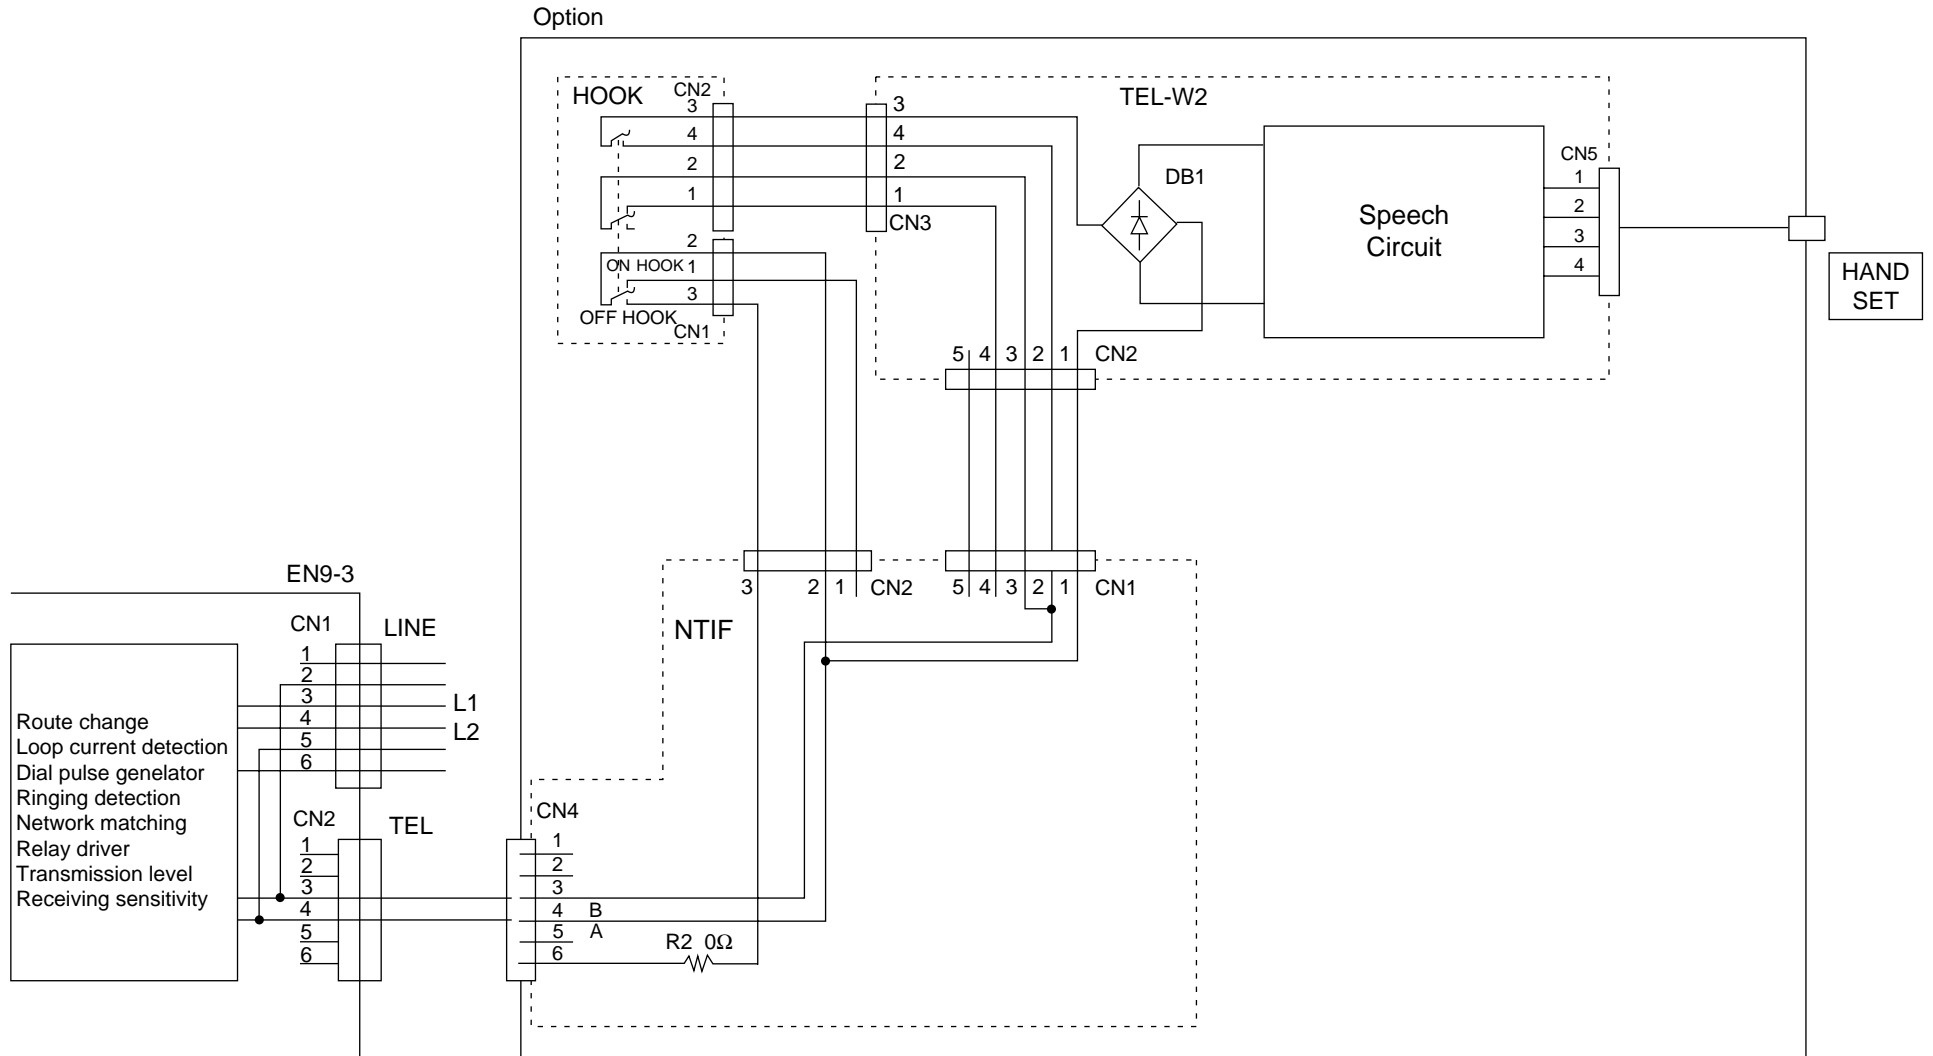 Option
HOOK
CN2
3
4
2
1
2
ON HOOK 1
3
OFF HOOK
CN1
3
4
2
1
CN3
TEL-W2
DB1
Speech
Circuit
CN5
1
2
3
4
HAND
SET
5 4 3 2 1 CN2
3 2 1 CN2
5 4 3 2 1 CN1
NTIF
EN9-3
CN1
LINE
1
2
3
4
5
6
L1
L2
Route change
Loop current detection
Dial pulse genelator
Ringing detection
Network matching
Relay driver
Transmission level
Receiving sensitivity
CN2
TEL
1
2
3
4
5
6
CN4
1
2
3
4 B
5 A
6
R2 0Ω